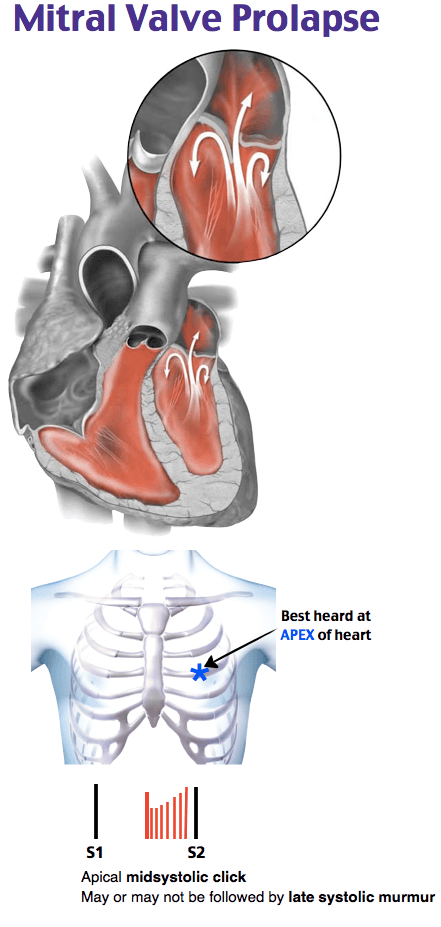 Mitral Valve Prolapse
Best heard at
APEX of heart
*
S1 S2
Apical midsystolic click
May or may not be followed by late systolic murmur